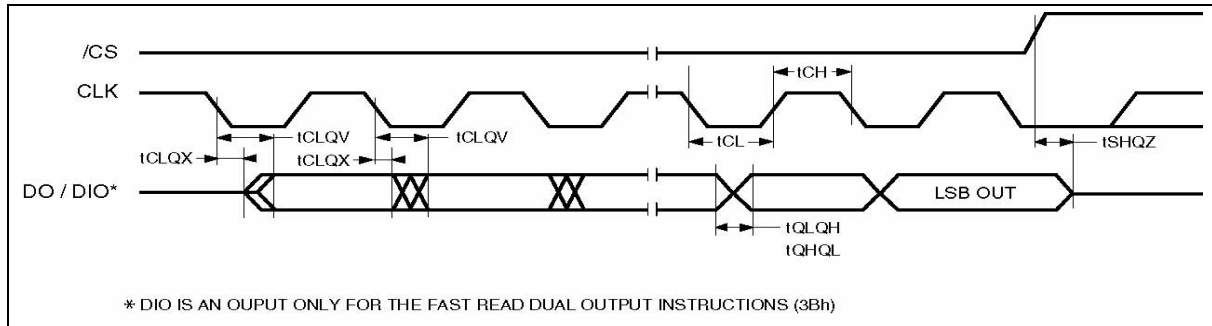 /CS
tCH
CLK
tCLQV
tCLQV
tCL
tSHQZ
tCLQX
tCLQX
DO / DIO*
LSB OUT
tQLQH
tQHQL
* DIO IS AN OUPUT ONLY FOR THE FAST READ DUAL OUTPUT INSTRUCTIONS (3Bh)